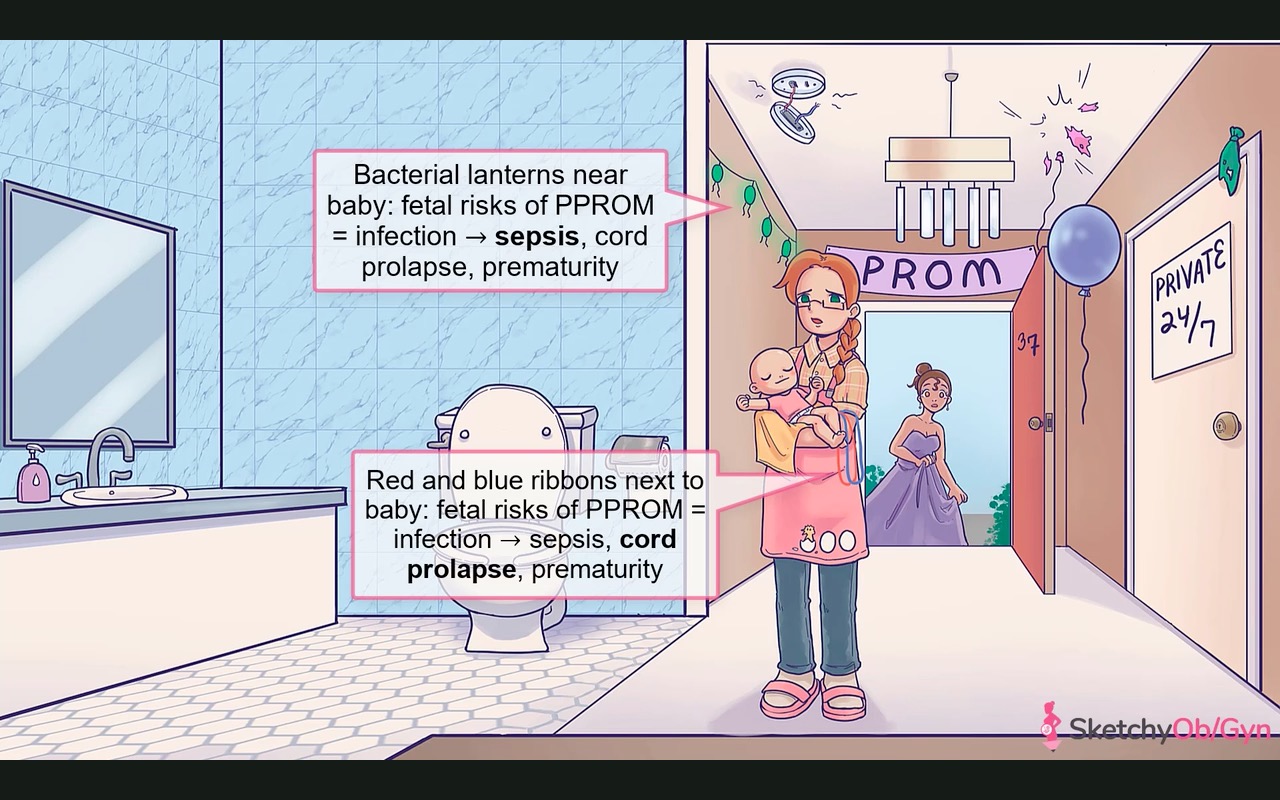 Bacterial lanterns near
baby: fetal risks of PPROM
= infection → sepsis, cord
prolapse, prematurity
PROM
PRIVATE
24/7
37
Red and blue ribbons next to
baby: fetal risks of PPROM =
infection → sepsis, cord
prolapse, prematurity
SketchyOb/Gyn